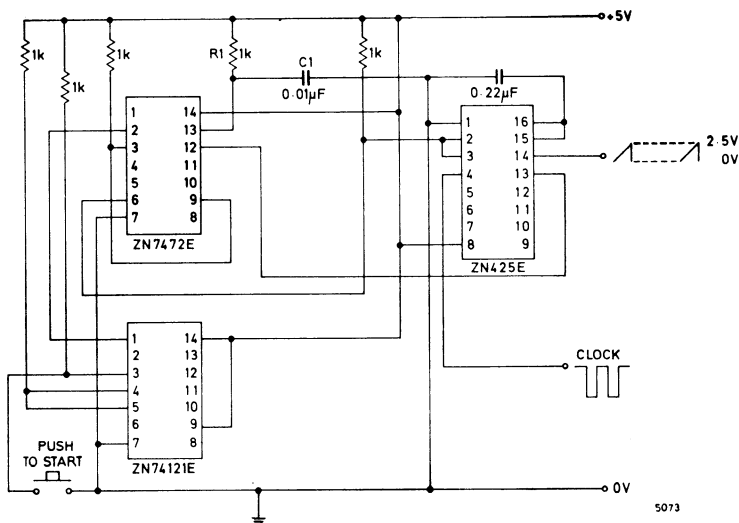 +5V
1k
1k
1k
R1 1k
1k
C1
0·01µF
0·22µF
1 14
2 13
3 12
4 11
5 10
6 9
7 8
ZN7472E
1 16
2 15
3 14
4 13
5 12
6 11
7 10
8 9
ZN425E
2·5V
0V
1 14
2 13
3 12
4 11
5 10
6 9
7 8
ZN74121E
CLOCK
PUSH
TO START
0V
5073